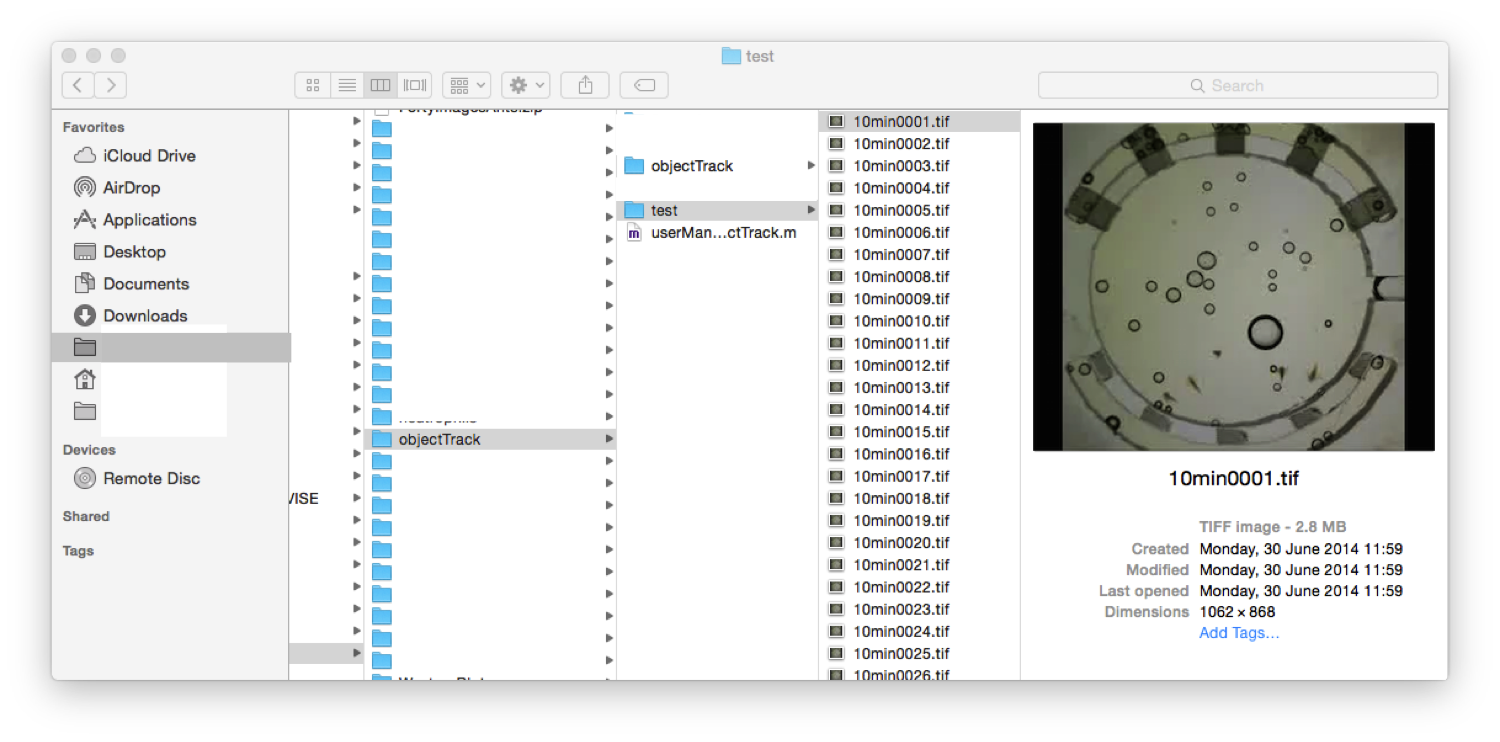 test
Search
Favorites
iCloud Drive
AirDrop
Applications
Desktop
Documents
Downloads
Devices
Remote Disc
Shared
Tags
VISE
objectTrack
objectTrack
test
userMan...ctTrack.m
10min0001.tif
10min0002.tif
10min0003.tif
10min0004.tif
10min0005.tif
10min0006.tif
10min0007.tif
10min0008.tif
10min0009.tif
10min0010.tif
10min0011.tif
10min0012.tif
10min0013.tif
10min0014.tif
10min0015.tif
10min0016.tif
10min0017.tif
10min0018.tif
10min0019.tif
10min0020.tif
10min0021.tif
10min0022.tif
10min0023.tif
10min0024.tif
10min0025.tif
10min0026.tif
10min0001.tif
TIFF image - 2.8 MB
Created Monday, 30 June 2014 11:59
Modified Monday, 30 June 2014 11:59
Last opened Monday, 30 June 2014 11:59
Dimensions 1062 × 868
Add Tags...